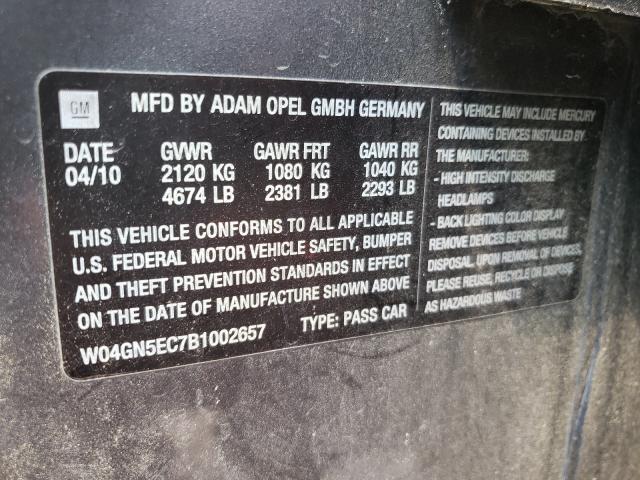 GM
MFD BY ADAM OPEL GMBH GERMANY
DATE GVWR GAWR FRT GAWR RR
04/10 2120 KG 1080 KG 1040 KG
4674 LB 2381 LB 2293 LB
THIS VEHICLE CONFORMS TO ALL APPLICABLE
U.S. FEDERAL MOTOR VEHICLE SAFETY, BUMPER
AND THEFT PREVENTION STANDARDS IN EFFECT
ON THE DATE OF MANUFACTURE SHOWN ABOVE
W04GN5EC7B1002657 TYPE: PASS CAR
THIS VEHICLE MAY INCLUDE MERCURY
CONTAINING DEVICES INSTALLED BY
THE MANUFACTURER:
- HIGH INTENSITY DISCHARGE
HEADLAMPS
- BACK LIGHTING COLOR DISPLAY
REMOVE DEVICES BEFORE VEHICLE
DISPOSAL. UPON REMOVAL OF DEVICES,
PLEASE REUSE, RECYCLE OR DISPOSE
AS HAZARDOUS WASTE